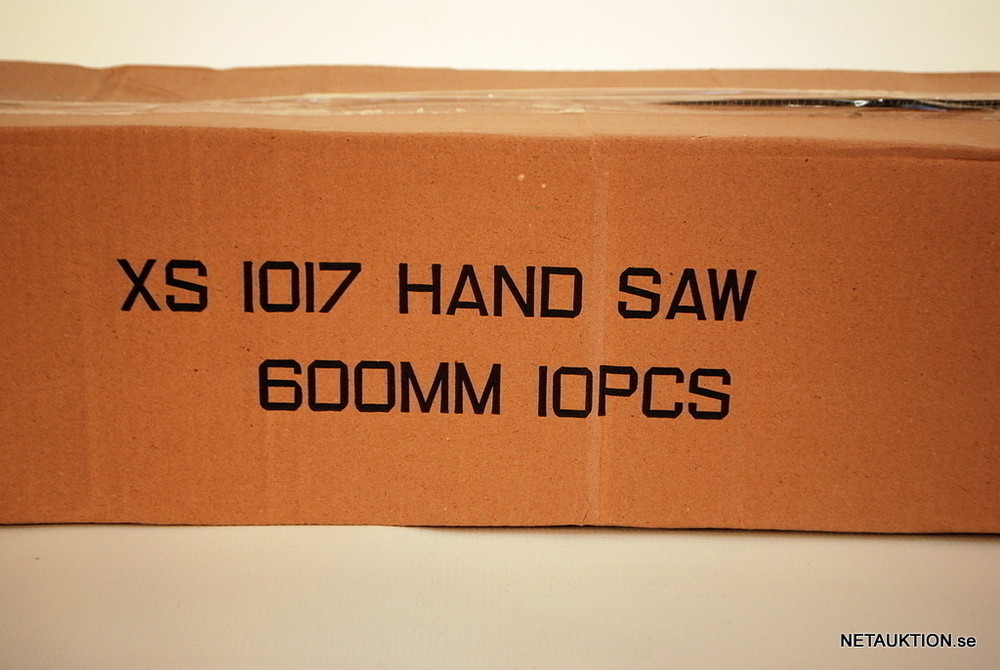 XS 1017 HAND SAW
600MM 10PCS
NETAUKTION.se